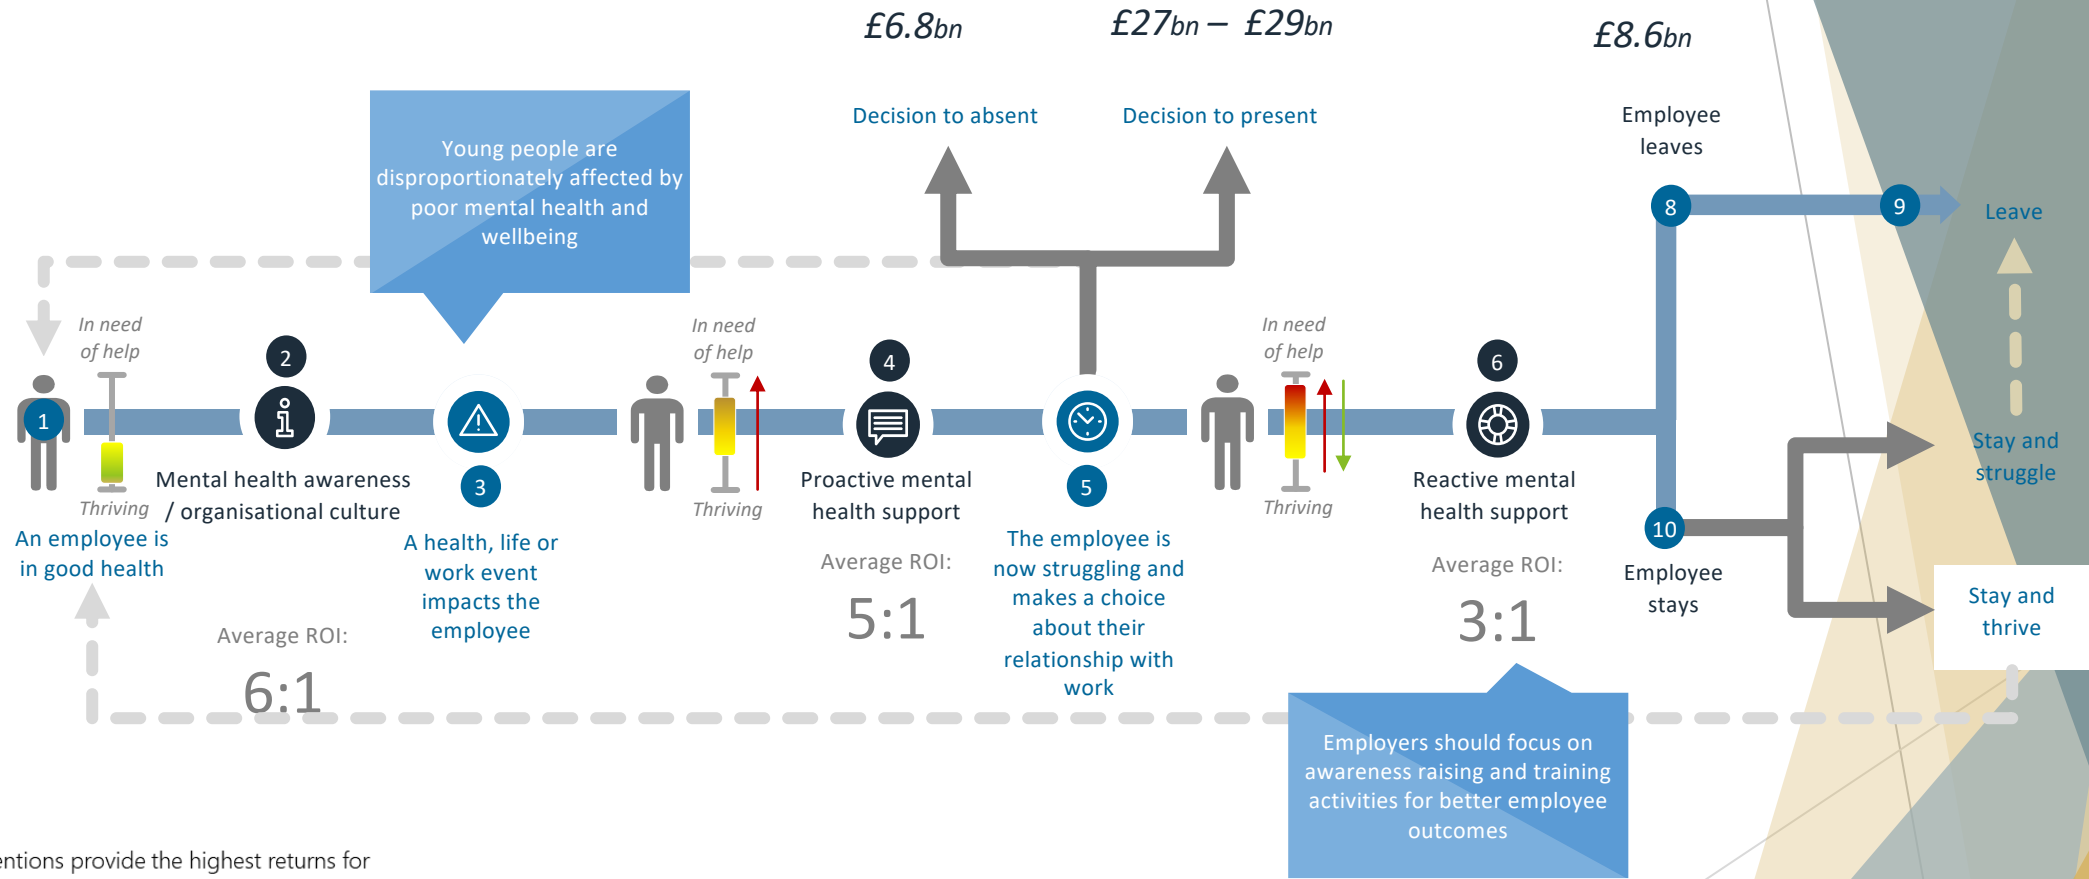 £6.8bn
£27bn – £29bn
£8.6bn
Decision to absent
Decision to present
Employee
leaves
Young people are
disproportionately affected by
poor mental health and
wellbeing
8
9
Leave
In need
of help
In need
of help
In need
of help
1
2
3
4
5
6
Thriving
Thriving
Thriving
An employee is
in good health
Mental health awareness
/ organisational culture
Average ROI:
6:1
A health, life or
work event
impacts the
employee
Proactive mental
health support
Average ROI:
5:1
The employee is
now struggling and
makes a choice
about their
relationship with
work
Reactive mental
health support
Average ROI:
3:1
10
Employee
stays
Stay and
struggle
Stay and
thrive
Employers should focus on
awareness raising and training
activities for better employee
outcomes
entions provide the highest returns for